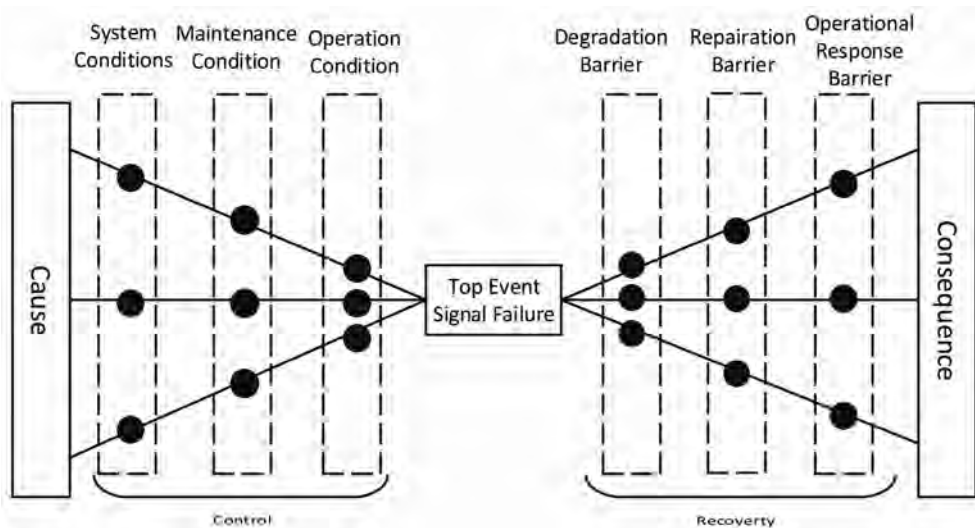 System
Conditions
Maintenance
Condition
Operation
Condition
Degradation
Barrier
Repairation
Barrier
Operational
Response
Barrier
Cause
Top Event
Signal Failure
Consequence
Control
Recoverty